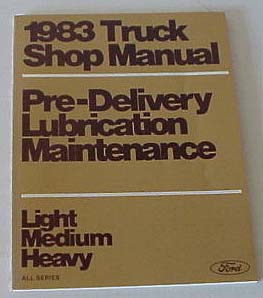 1983 Truck
Shop Manual
Pre-Delivery
Lubrication
Maintenance
Light
Medium
Heavy
ALL SERIES
Ford